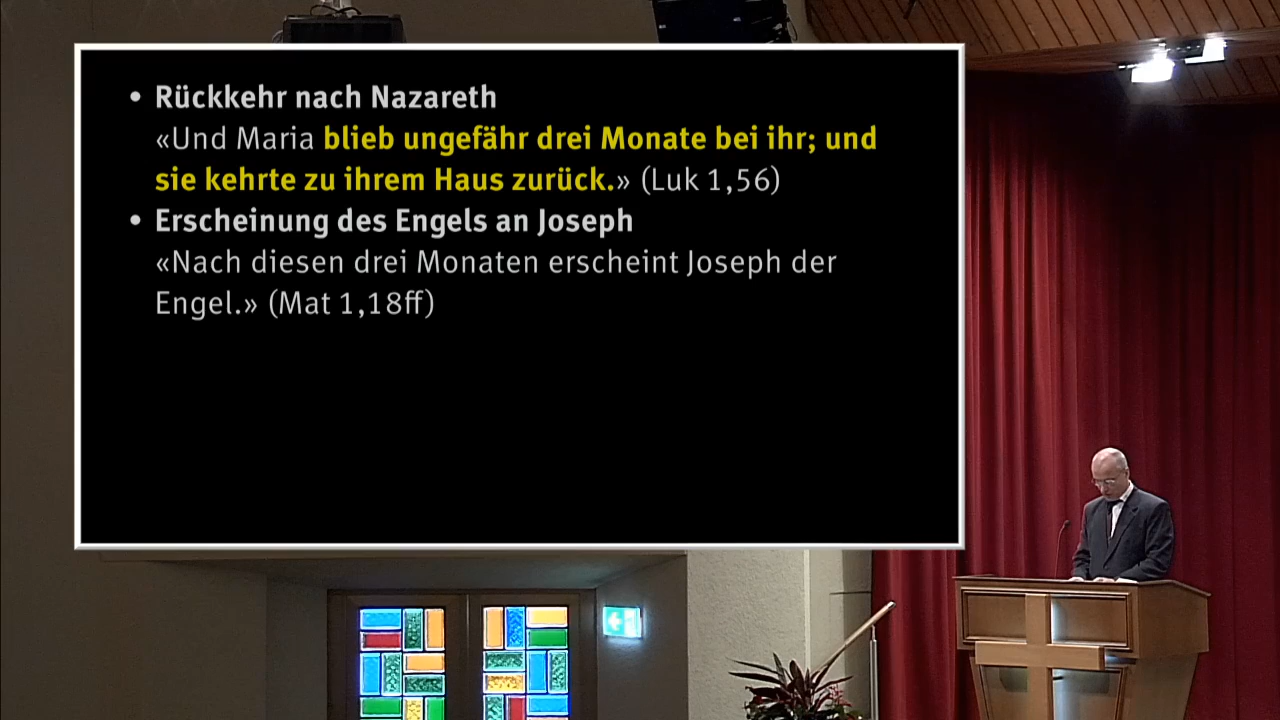 • Rückkehr nach Nazareth
«Und Maria blieb ungefähr drei Monate bei ihr; und
sie kehrte zu ihrem Haus zurück.» (Luk 1,56)
• Erscheinung des Engels an Joseph
«Nach diesen drei Monaten erscheint Joseph der
Engel.» (Mat 1,18ff)